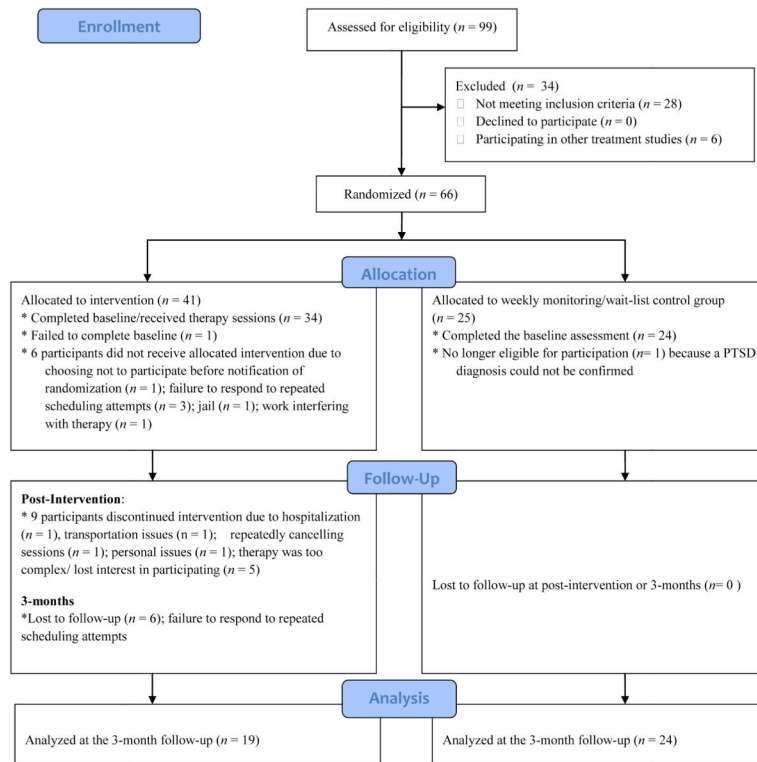 Enrollment
Assessed for eligibility (n = 99)
Excluded (n = 34)
Not meeting inclusion criteria (n = 28)
Declined to participate (n = 0)
Participating in other treatment studies (n = 6)
Randomized (n = 66)
Allocation
Allocated to intervention (n = 41)
* Completed baseline/received therapy sessions (n = 34)
* Failed to complete baseline (n = 1)
* 6 participants did not receive allocated intervention due to
choosing not to participate before notification of
randomization (n = 1); failure to respond to repeated
scheduling attempts (n = 3); jail (n = 1); work interfering
with therapy (n = 1)
Allocated to weekly monitoring/wait-list control group
(n = 25)
* Completed the baseline assessment (n = 24)
* No longer eligible for participation (n= 1) because a PTSD
diagnosis could not be confirmed
Follow-Up
Post-Intervention:
* 9 participants discontinued intervention due to hospitalization
(n = 1), transportation issues (n = 1); repeatedly cancelling
sessions (n = 1); personal issues (n = 1); therapy was too
complex/ lost interest in participating (n = 5)
3-months
*Lost to follow-up (n = 6); failure to respond to repeated
scheduling attempts
Lost to follow-up at post-intervention or 3-months (n= 0 )
Analysis
Analyzed at the 3-month follow-up (n = 19)
Analyzed at the 3-month follow-up (n = 24)